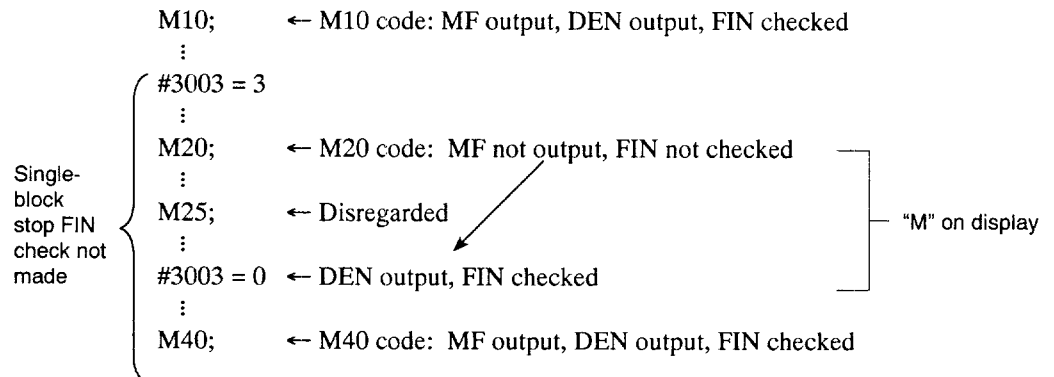 M10; ← M10 code: MF output, DEN output, FIN checked
⋮
#3003 = 3
⋮
M20; ← M20 code: MF not output, FIN not checked
⋮
Single-
block
stop FIN
check not
made
M25; ← Disregarded
"M" on display
⋮
#3003 = 0 ← DEN output, FIN checked
⋮
M40; ← M40 code: MF output, DEN output, FIN checked